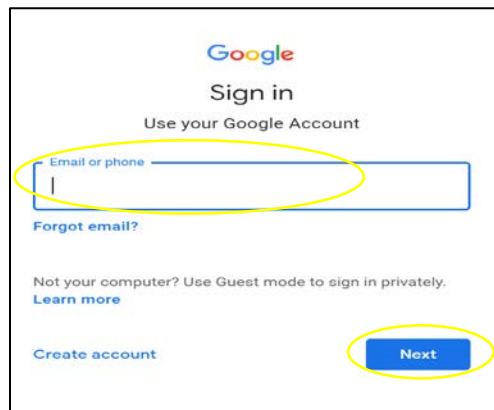 Google
Sign in
Use your Google Account
Email or phone
Forgot email?
Not your computer? Use Guest mode to sign in privately.
Learn more
Create account
Next